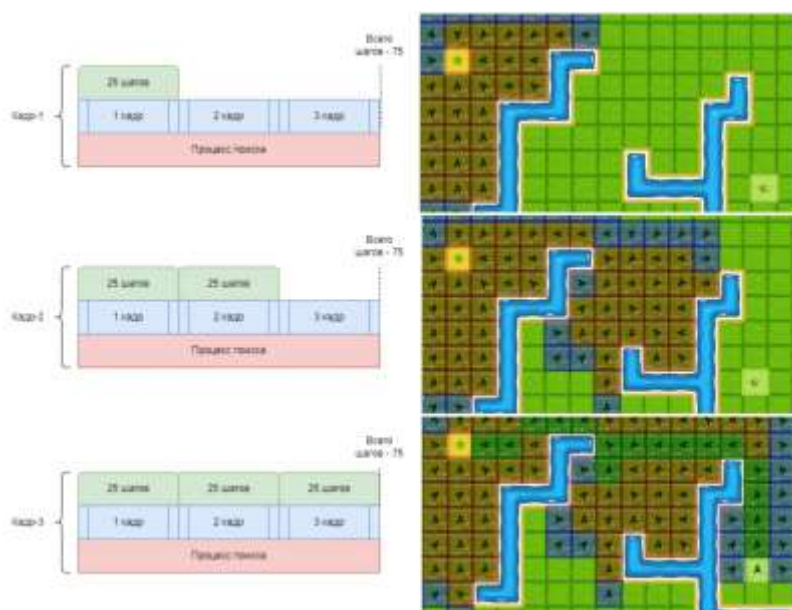 Всего
шагов - 75
25 шагов
Кадр-1
1 кадр 2 кадр 3 кадр
Процесс поиска
Всего
шагов - 75
25 шагов 25 шагов
Кадр-2
1 кадр 2 кадр 3 кадр
Процесс поиска
Всего
шагов - 75
25 шагов 25 шагов 25 шагов
Кадр-3
1 кадр 2 кадр 3 кадр
Процесс поиска